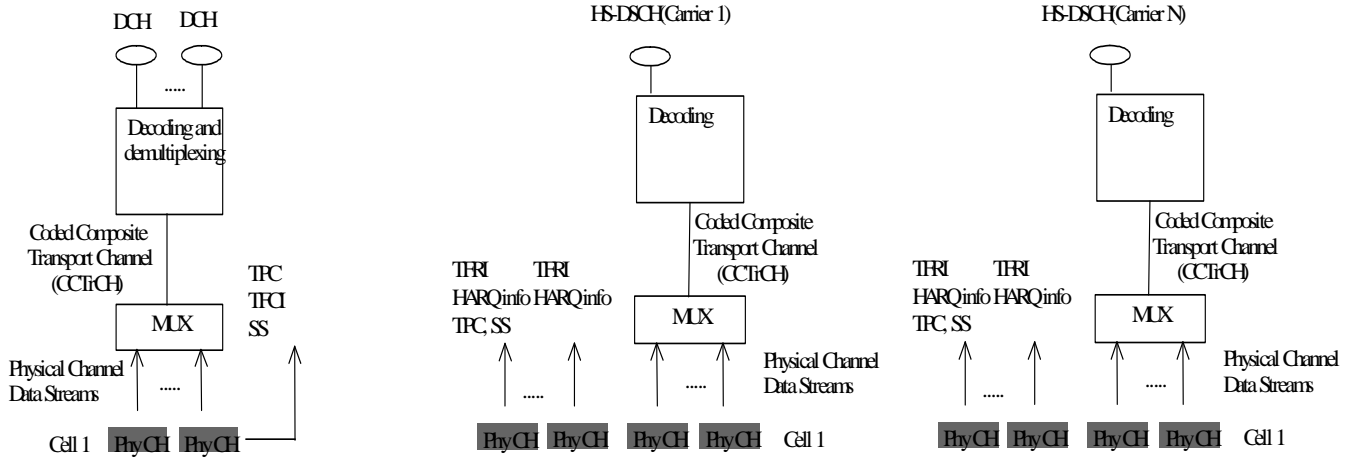 DCH DCH
.....
Decoding and
demultiplexing
Coded Composite
Transport Channel
(CCTrCH)
TPC
TFCI
SS
MUX
Physical Channel
Data Streams
.....
Cell 1 Phy CH Phy CH
HS-DSCH(Carrier 1)
Decoding
Coded Composite
Transport Channel
(CCTrCH)
TFRI TFRI
HARQ info HARQ info
TPC, SS
MUX
Physical Channel
Data Streams
..... .....
Phy CH Phy CH Phy CH Phy CH Cell 1
HS-DSCH(Carrier N)
Decoding
Coded Composite
Transport Channel
(CCTrCH)
TFRI TFRI
HARQ info HARQ info
TPC, SS
MUX
Physical Channel
Data Streams
..... .....
Phy CH Phy CH Phy CH Phy CH Cell 1